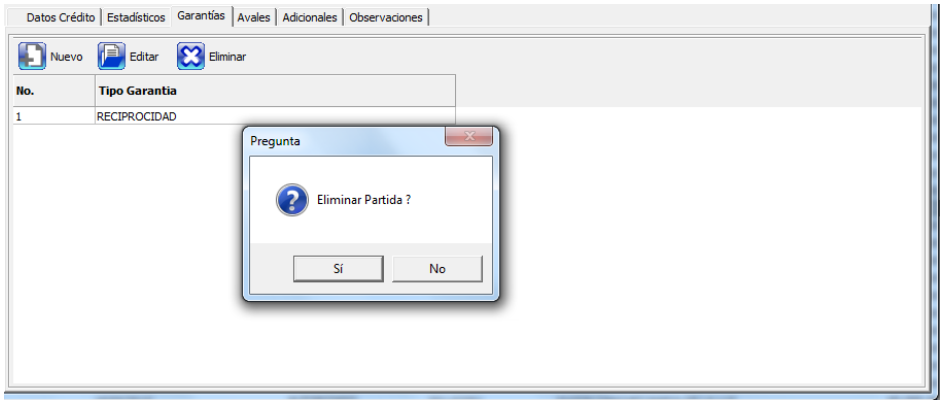 Datos Crédito Estadísticos Garantías Avales Adicionales Observaciones
Nuevo Editar Eliminar
No. Tipo Garantia
1 RECIPROCIDAD
Pregunta
Eliminar Partida ?
Sí No